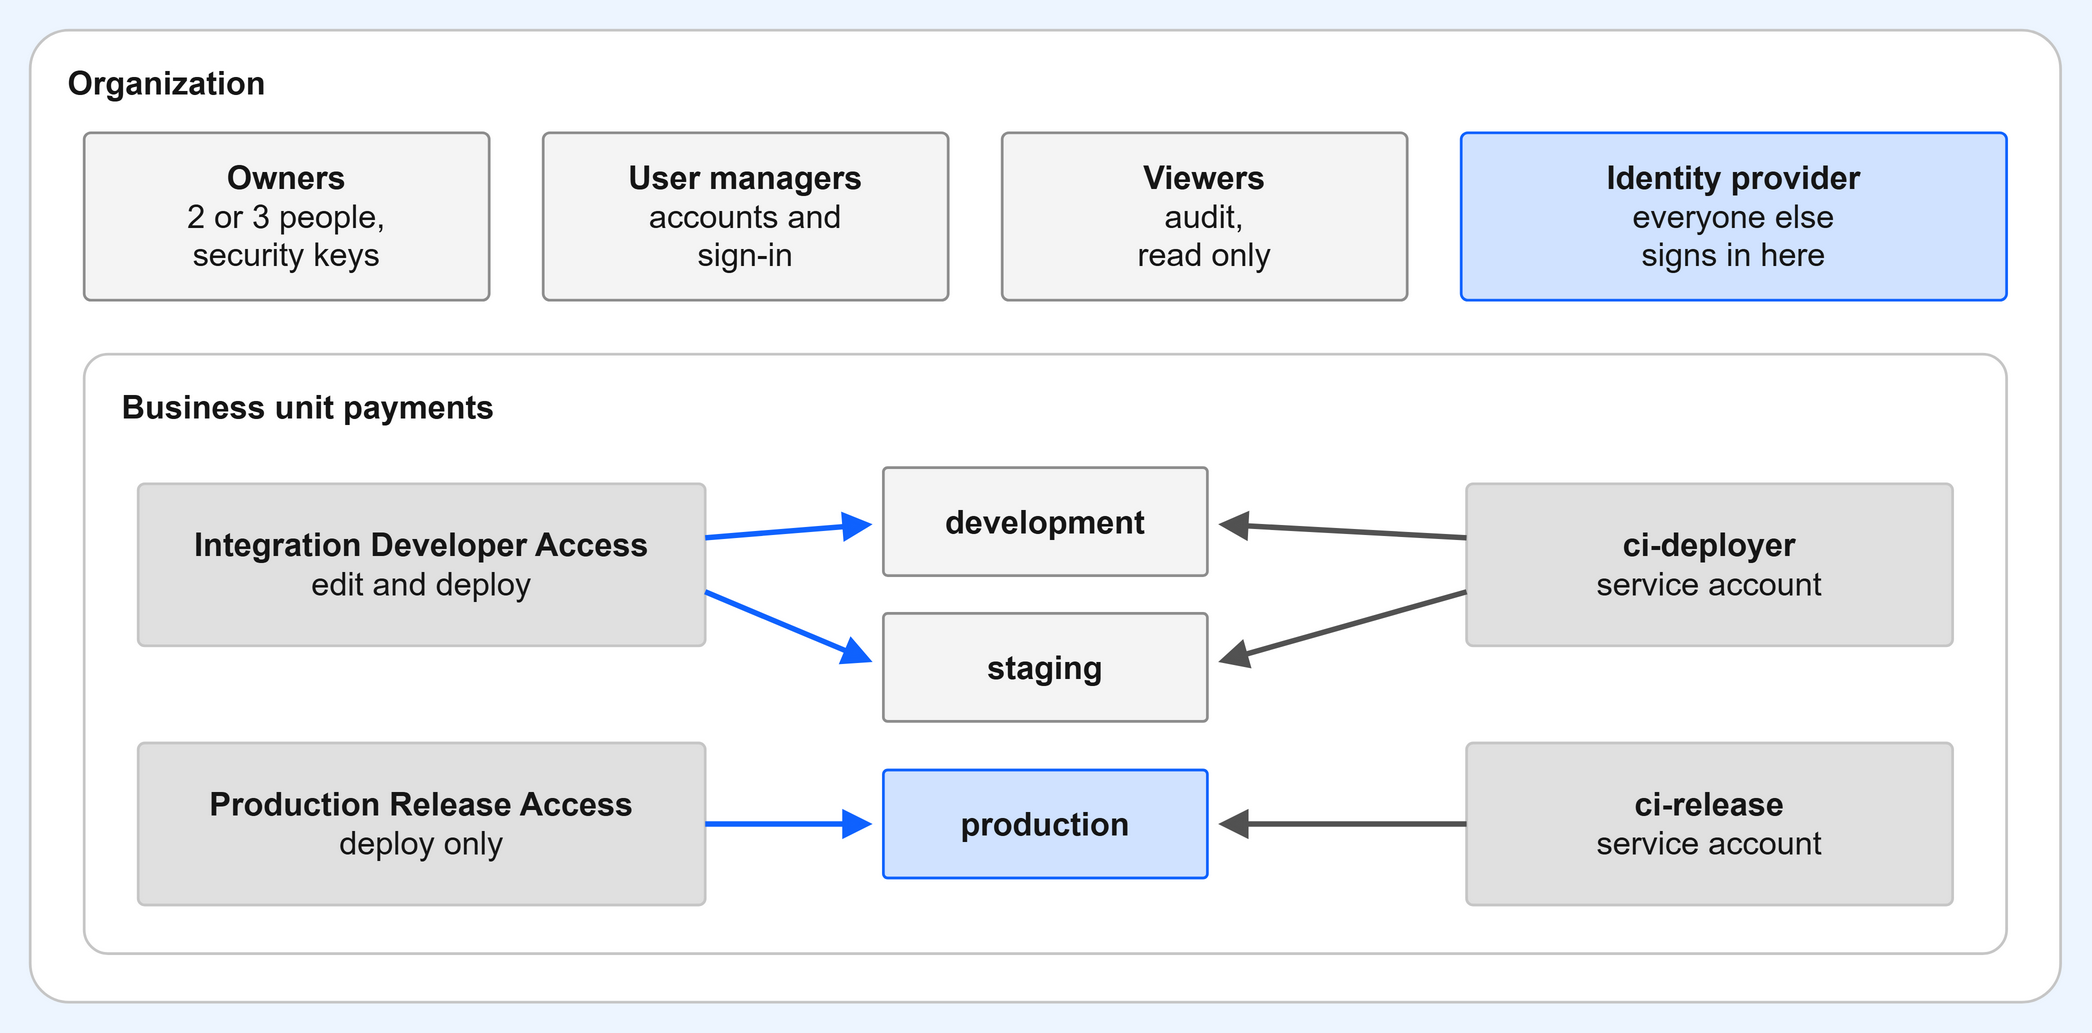 Organization
Owners
2 or 3 people,
security keys
User managers
accounts and
sign-in
Viewers
audit,
read only
Identity provider
everyone else
signs in here
Business unit payments
Integration Developer Access
edit and deploy
development
staging
ci-deployer
service account
Production Release Access
deploy only
production
ci-release
service account